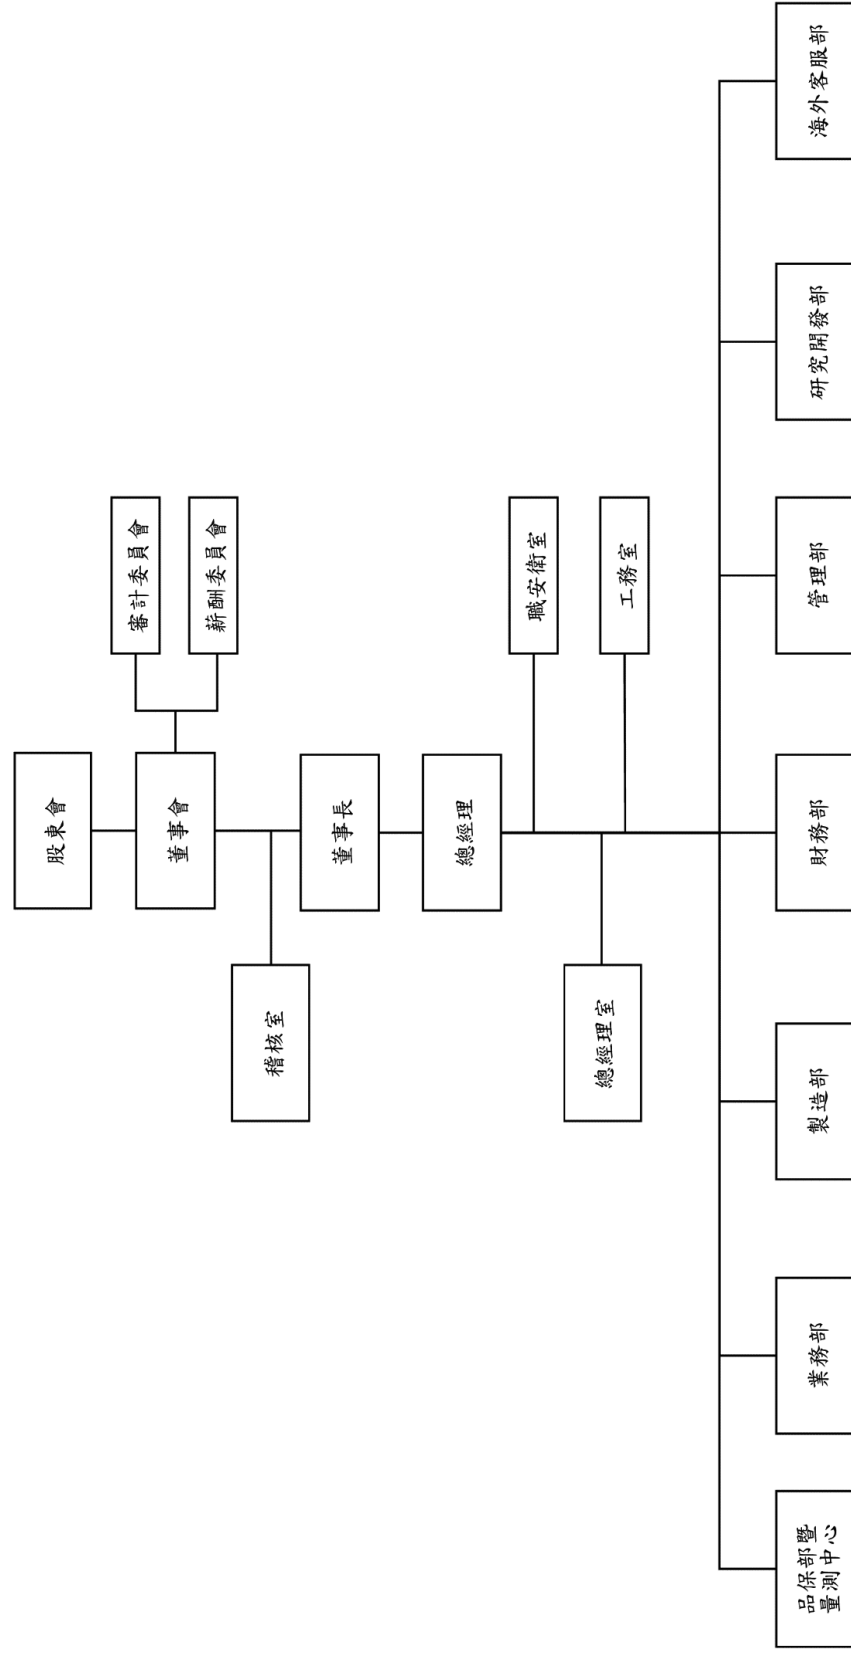 股東會
審計委員會
薪酬委員會
董事會
稽核室
董事長
總經理
職安衛室
工務室
總經理室
品保部暨
量測中心
業務部
製造部
財務部
管理部
研究開發部
海外客服部